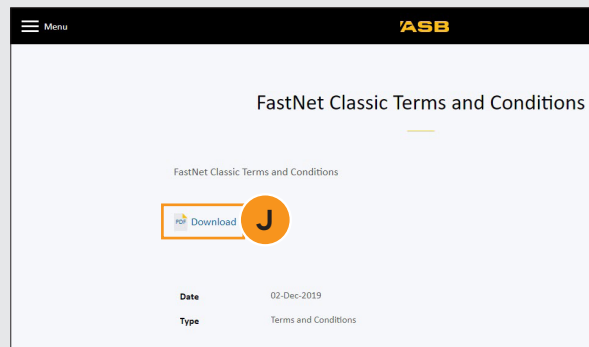 Menu
ASB
FastNet Classic Terms and Conditions
FastNet Classic Terms and Conditions
PDF Download J
Date 02-Dec-2019
Type Terms and Conditions